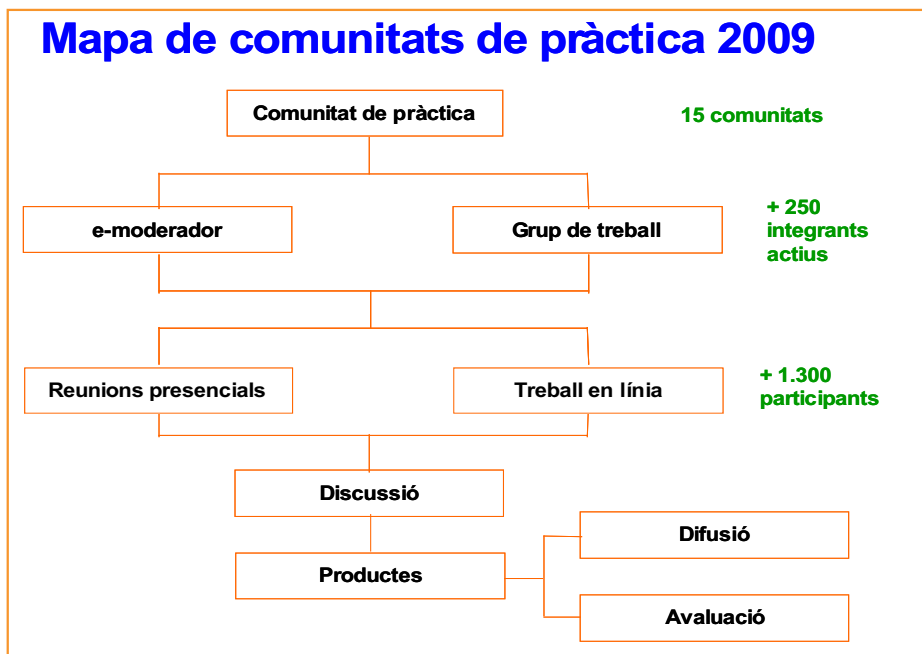 Mapa de comunitats de pràctica 2009
Comunitat de pràctica
15 comunitats
e-moderador
Grup de treball
+ 250
integrants
actius
Reunions presencials
Treball en línia
+ 1.300
participants
Discussió
Difusió
Productes
Avaluació